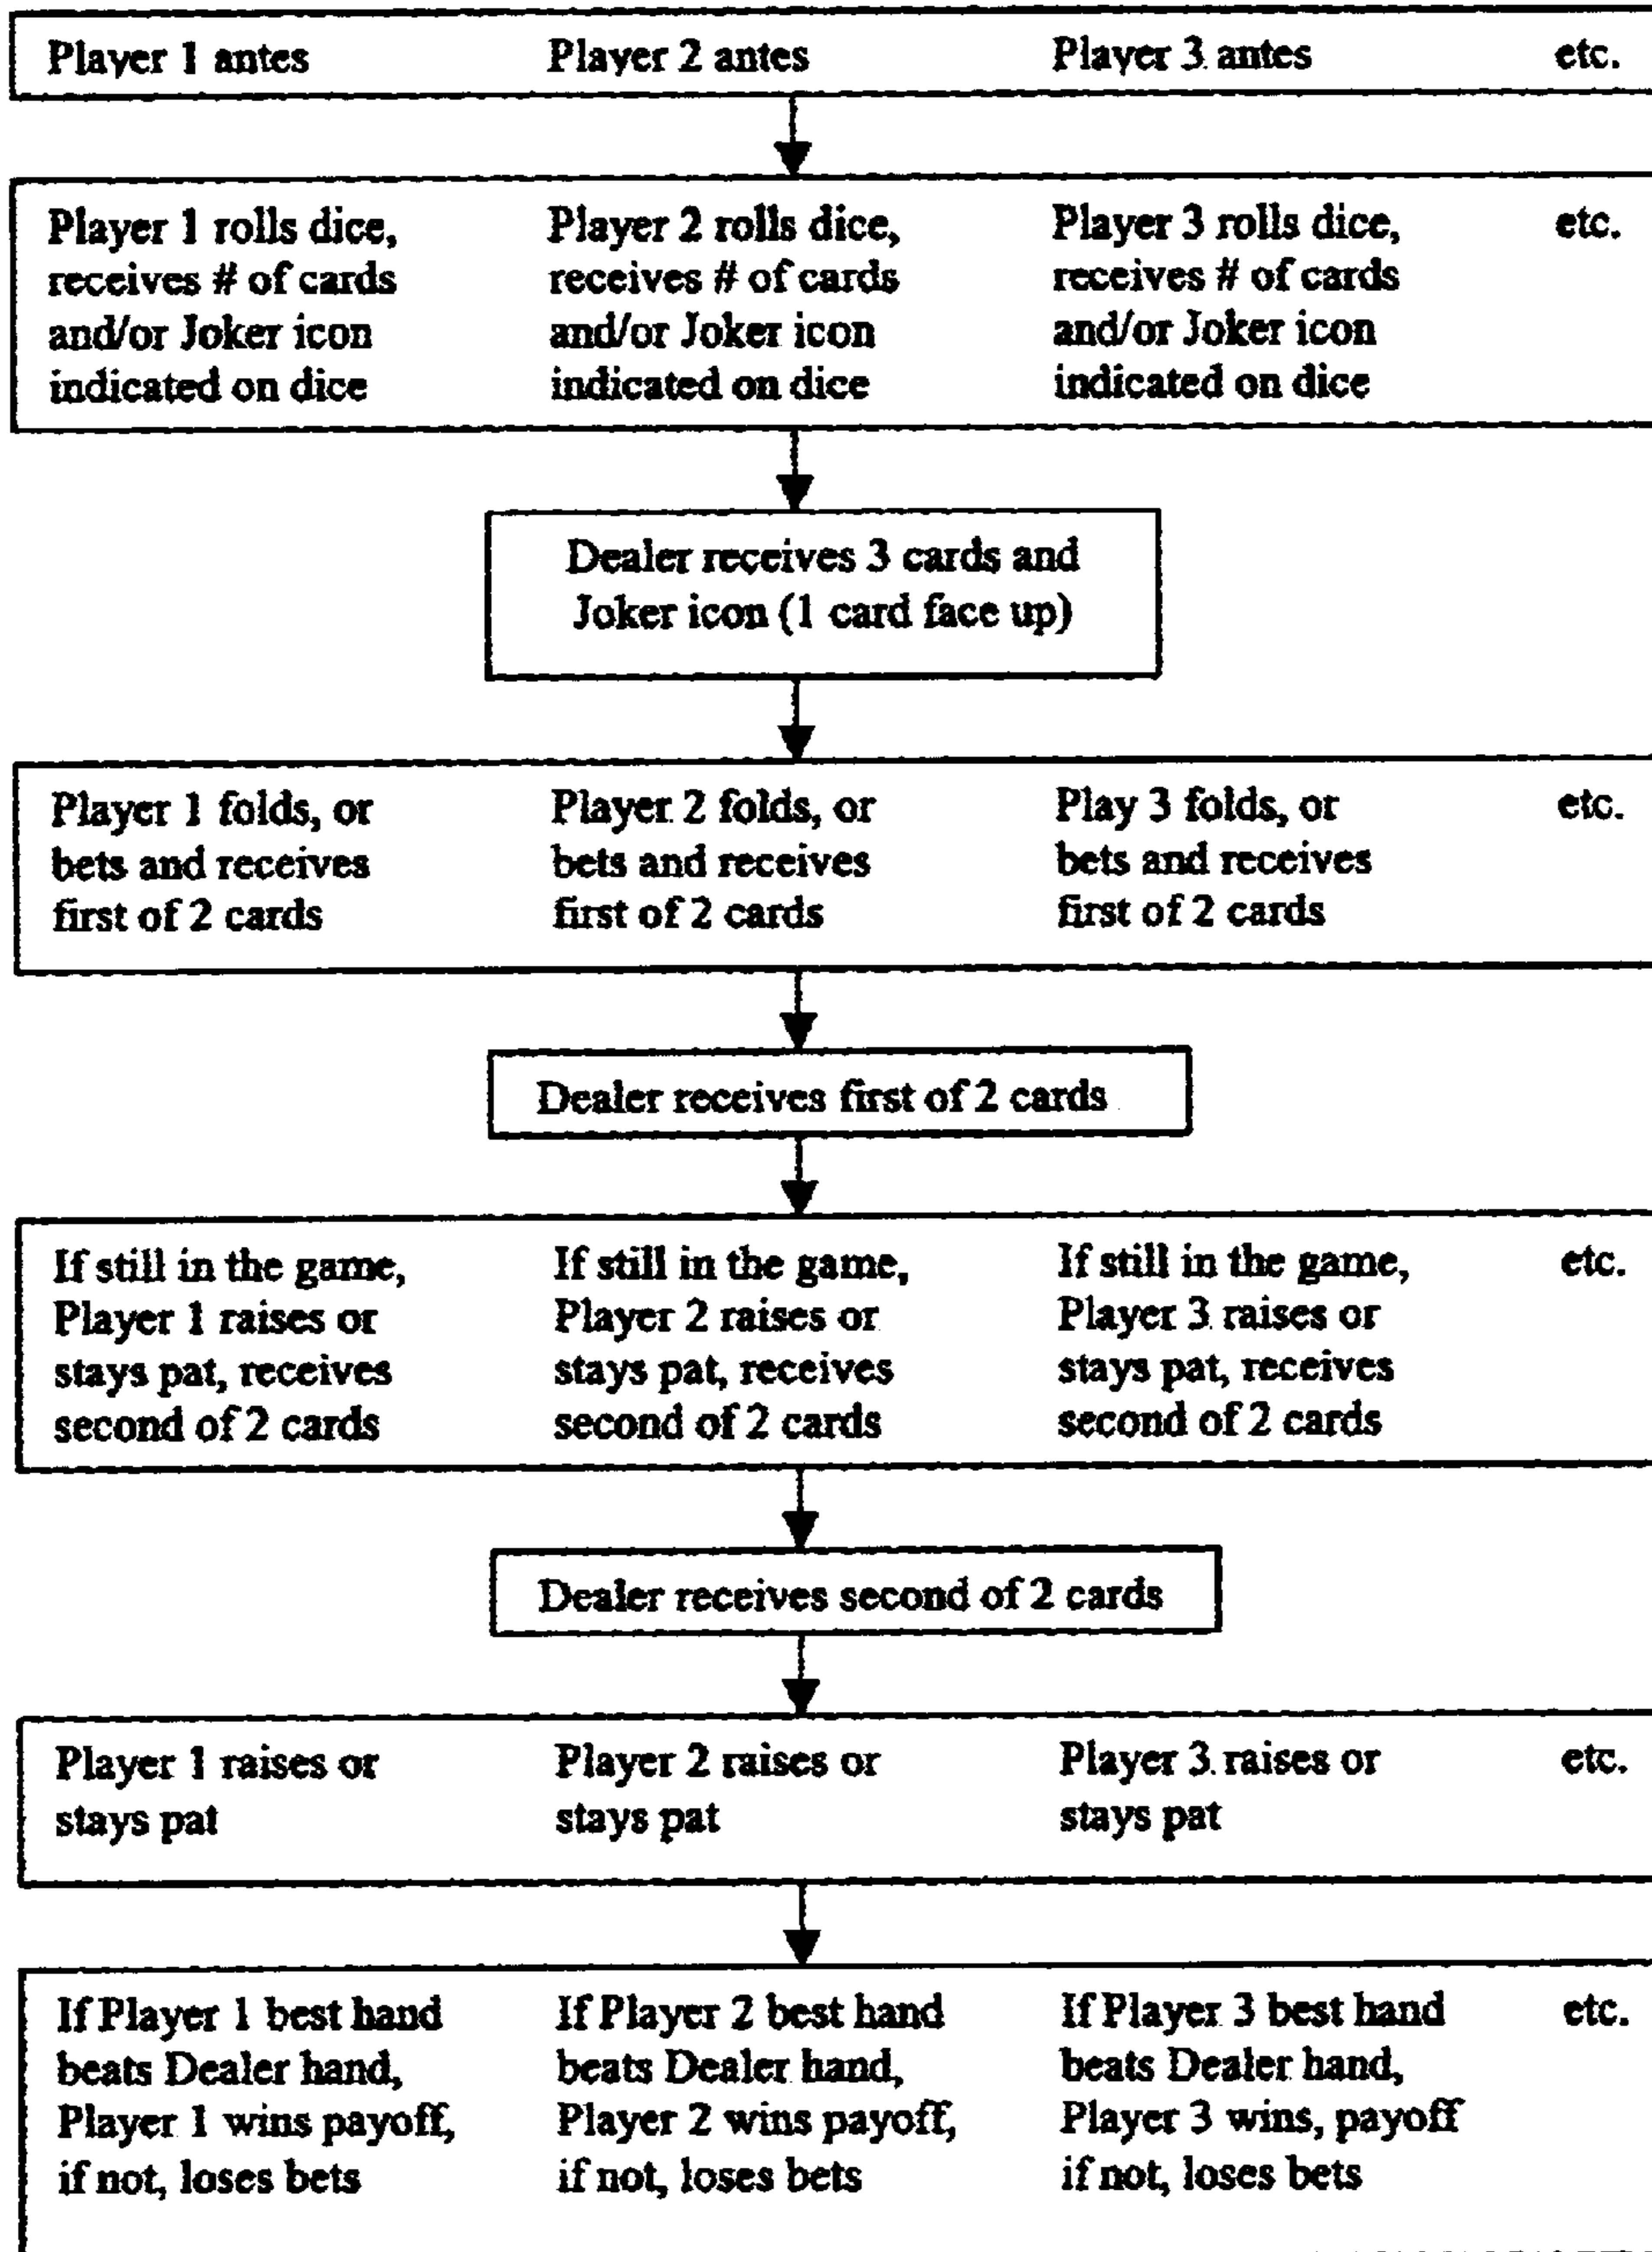 Player 1 antes Player 2 antes Player 3 antes etc.
Player 1 rolls dice, Player 2 rolls dice, Player 3 rolls dice, etc.
receives # of cards receives # of cards receives # of cards
and/or Joker icon and/or Joker icon and/or Joker icon
indicated on dice indicated on dice indicated on dice
Dealer receives 3 cards and
Joker icon (1 card face up)
Player 1 folds, or Player 2 folds, or Play 3 folds, or etc.
bets and receives bets and receives bets and receives
first of 2 cards first of 2 cards first of 2 cards
Dealer receives first of 2 cards
If still in the game, If still in the game, If still in the game, etc.
Player 1 raises or Player 2 raises or Player 3 raises or
stays pat, receives stays pat, receives stays pat, receives
second of 2 cards second of 2 cards second of 2 cards
Dealer receives second of 2 cards
Player 1 raises or Player 2 raises or Player 3 raises or etc.
stays pat stays pat stays pat
If Player 1 best hand If Player 2 best hand If Player 3 best hand etc.
beats Dealer hand, beats Dealer hand, beats Dealer hand,
Player 1 wins payoff, Player 2 wins payoff, Player 3 wins, payoff
if not, loses bets if not, loses bets if not, loses bets